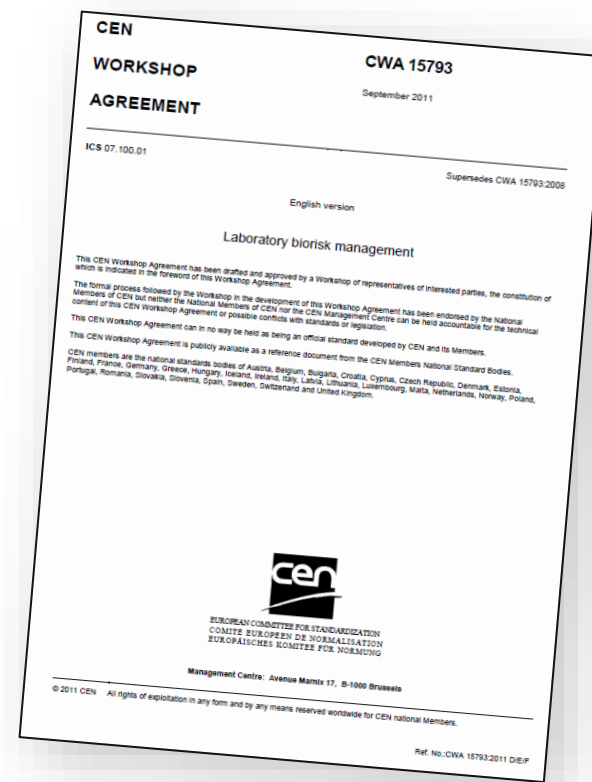 CEN
CWA 15793
WORKSHOP
September 2011
AGREEMENT
ICS 07.100.01
Supersedes CWA 15793:2008
English version
Laboratory biorisk management
This CEN Workshop Agreement has been drafted and approved by a Workshop of representatives of interested parties, the constitution of
which is indicated in the foreword of this Workshop Agreement.
The formal process followed by the Workshop in the development of this Workshop Agreement has been endorsed by the National
Members of CEN but neither the National Members of CEN nor the CEN Management Centre can be held accountable for the technical
content of this CEN Workshop Agreement or possible conflicts with standards or legislation.
This CEN Workshop Agreement can in no way be held as being an official standard developed by CEN and its Members.
This CEN Workshop Agreement is publicly available as a reference document from the CEN Members National Standard Bodies.
CEN members are the national standards bodies of Austria, Belgium, Bulgaria, Croatia, Cyprus, Czech Republic, Denmark, Estonia,
Finland, France, Germany, Greece, Hungary, Iceland, Ireland, Italy, Latvia, Lithuania, Luxembourg, Malta, Netherlands, Norway, Poland,
Portugal, Romania, Slovakia, Slovenia, Spain, Sweden, Switzerland and United Kingdom.
cen
EUROPEAN COMMITTEE FOR STANDARDIZATION
COMITÉ EUROPÉEN DE NORMALISATION
EUROPÄISCHES KOMITEE FÜR NORMUNG
Management Centre: Avenue Marnix 17, B-1000 Brussels
© 2011 CEN All rights of exploitation in any form and by any means reserved worldwide for CEN national Members.
Ref. No.:CWA 15793:2011 D/E/F